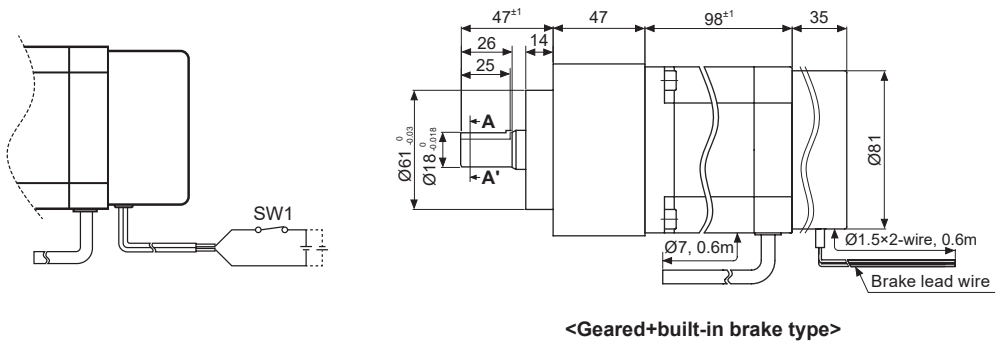 47±1
47
98±1
35
26
14
25
A
A'
Ø61 0 -0.03
Ø18 0 -0.018
Ø81
SW1
Ø7, 0.6m
Ø1.5×2-wire, 0.6m
Brake lead wire
<Geared+built-in brake type>